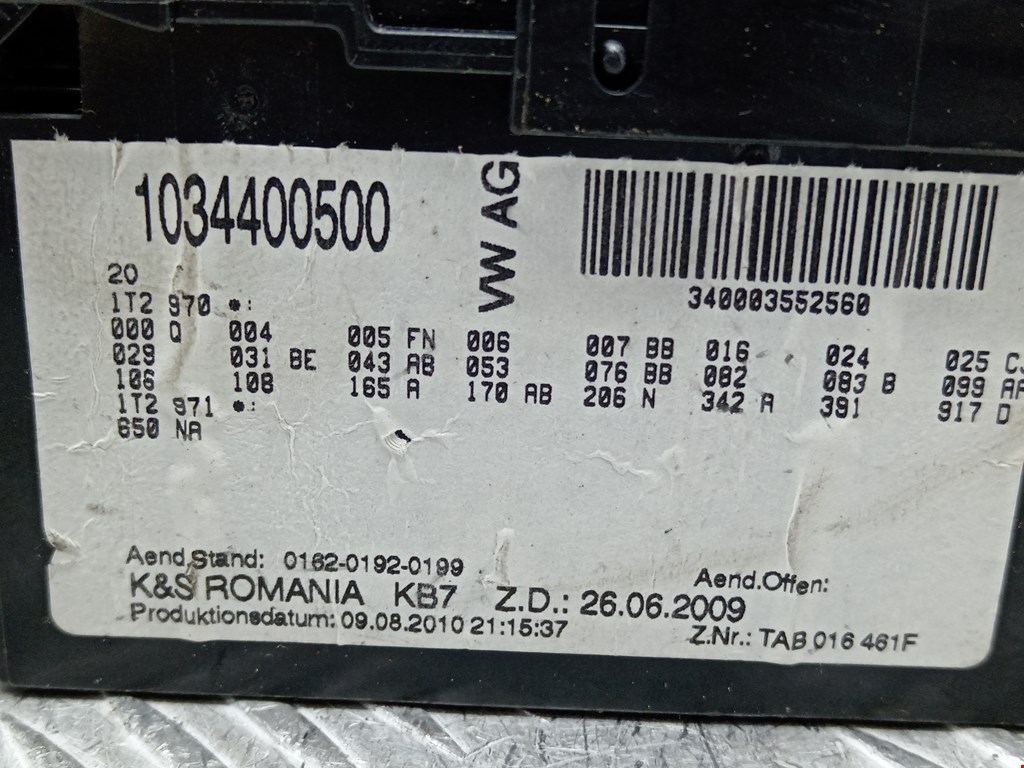 1034400500
VW AG
340003552560
20
1T2 970 *:
000 Q 004 005 FN 006 007 BB 016 024 025 CJ
029 031 BE 043 AB 053 076 BB 082 083 B 099
106 108 165 A 170 AB 206 N 342 A 391 917 D
1T2 971 *:
650 NA
Aend.Stand: 0162-0192-0199
Aend.Offen:
K&S ROMANIA KB7 Z.D.: 26.06.2009
Produktionsdatum: 09.08.2010 21:15:37
Z.Nr.: TAB 016 461F